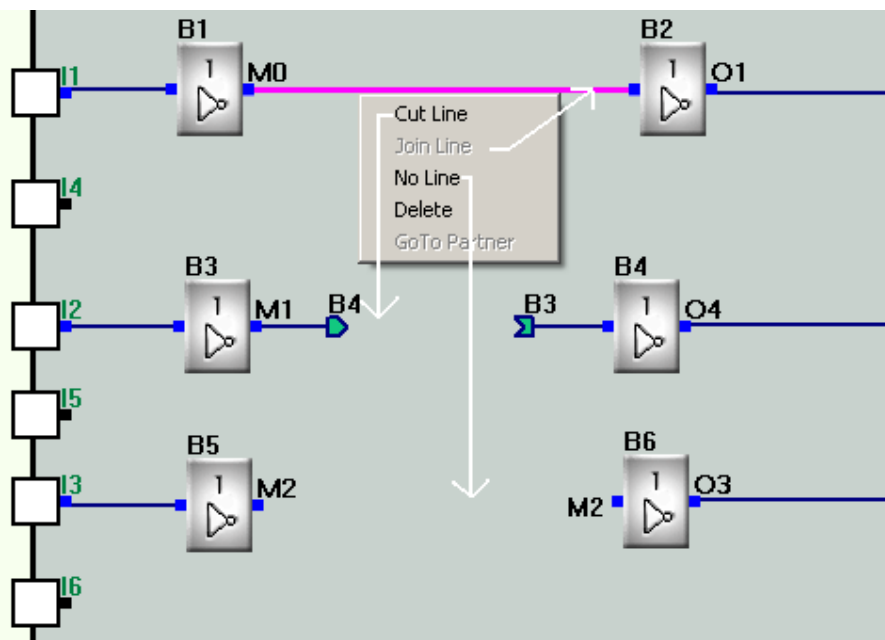 B1 B2
I1 1 M0 1 O1
Cut Line
Join Line
No Line
Delete
GoTo Partner
I4
B3 B4 B3 B4
I2 1 M1 1 O4
I5
B5 B6
I3 1 M2 M2 1 O3
I6